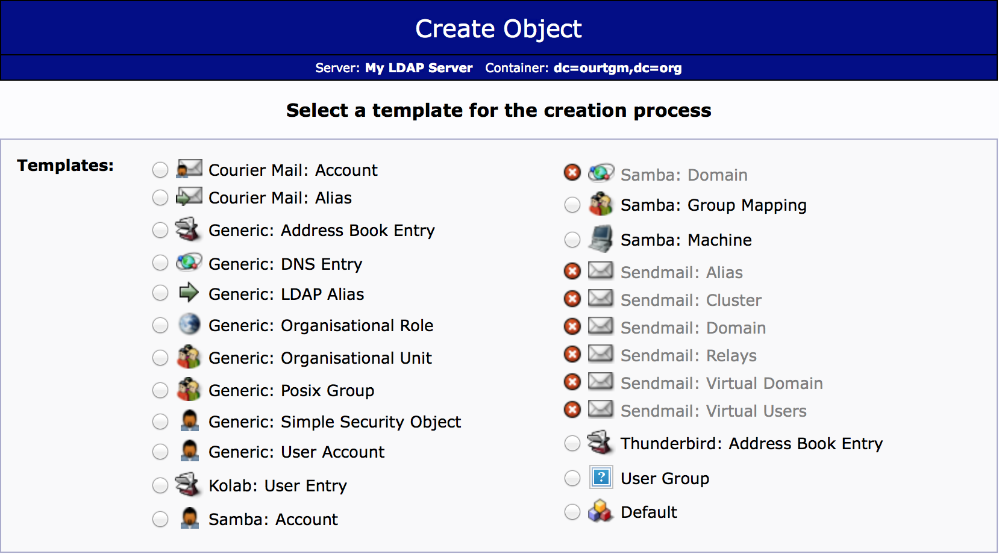 Create Object
Server: My LDAP Server Container: dc=ourtgm,dc=org
Select a template for the creation process
Templates:
Courier Mail: Account
Courier Mail: Alias
Generic: Address Book Entry
Generic: DNS Entry
Generic: LDAP Alias
Generic: Organisational Role
Generic: Organisational Unit
Generic: Posix Group
Generic: Simple Security Object
Generic: User Account
Kolab: User Entry
Samba: Account
Samba: Domain
Samba: Group Mapping
Samba: Machine
Sendmail: Alias
Sendmail: Cluster
Sendmail: Domain
Sendmail: Relays
Sendmail: Virtual Domain
Sendmail: Virtual Users
Thunderbird: Address Book Entry
? User Group
Default